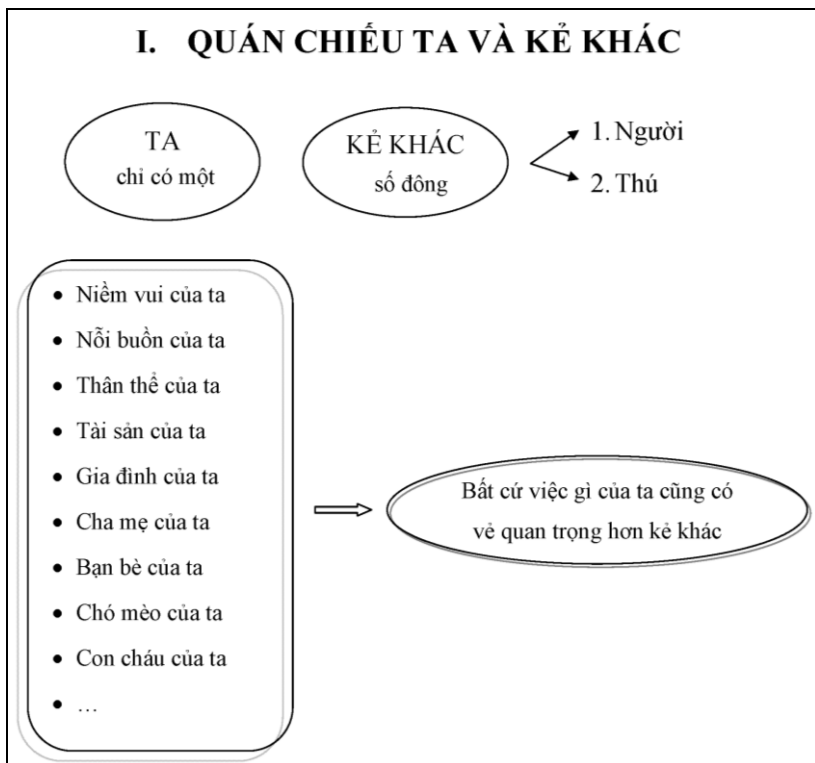 I. QUÁN CHIẾU TA VÀ KẺ KHÁC
TA
chỉ có một
KẺ KHÁC
số đông
1. Người
2. Thú
• Niềm vui của ta
• Nỗi buồn của ta
• Thân thể của ta
• Tài sản của ta
• Gia đình của ta
• Cha mẹ của ta
• Bạn bè của ta
• Chó mèo của ta
• Con cháu của ta
• …
Bất cứ việc gì của ta cũng có
vẻ quan trọng hơn kẻ khác